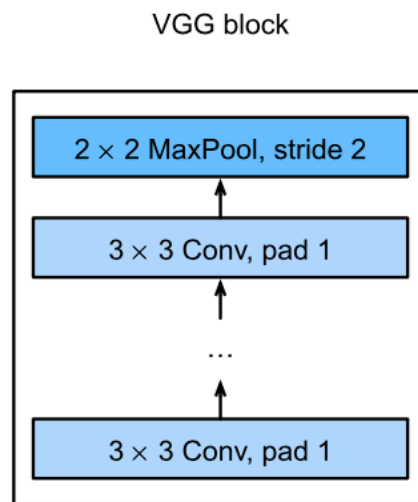 VGG block
2 × 2 MaxPool, stride 2
3 × 3 Conv, pad 1
...
3 × 3 Conv, pad 1